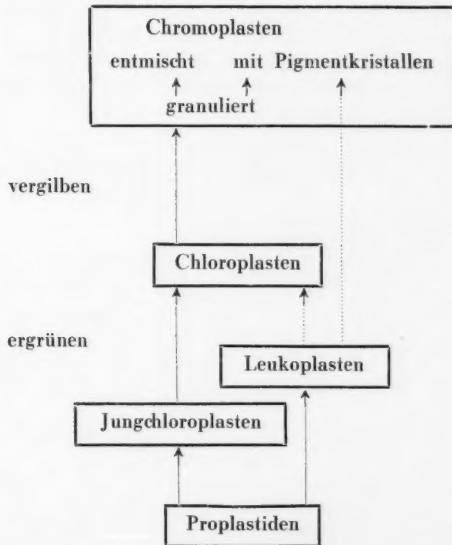 Chromoplasten
entmischt mit Pigmentkristallen
granuliert
vergilben
Chloroplasten
ergrünen
Leukoplasten
Jungchloroplasten
Proplastiden